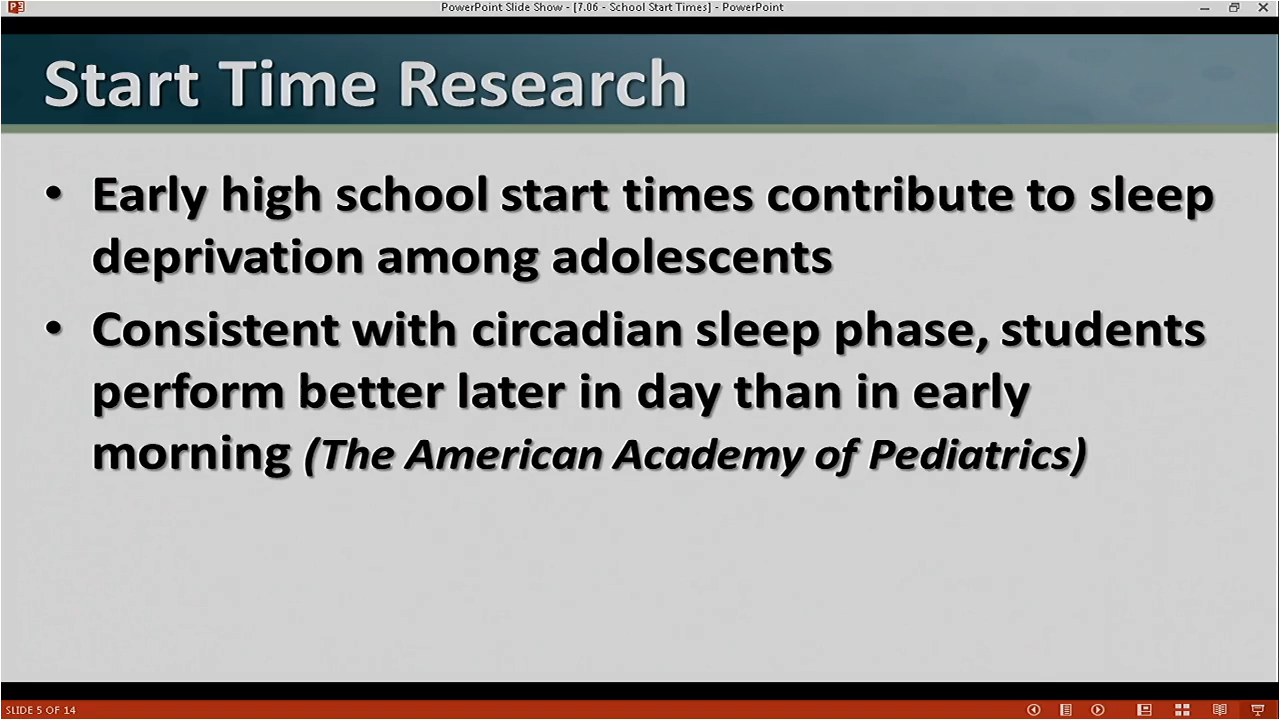 PowerPoint Slide Show - [7.06 - School Start Times] - PowerPoint
Start Time Research
• Early high school start times contribute to sleep
deprivation among adolescents
• Consistent with circadian sleep phase, students
perform better later in day than in early
morning (The American Academy of Pediatrics)
SLIDE 5 OF 14